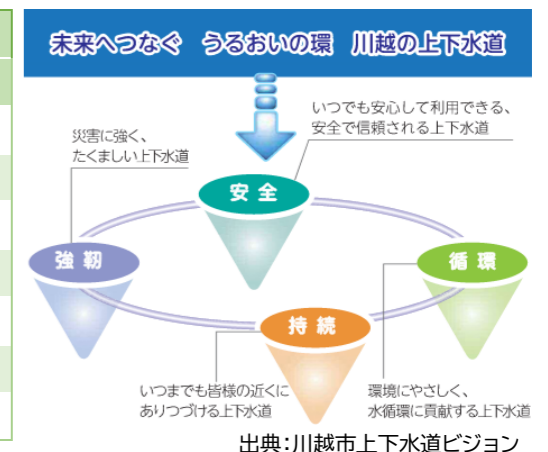 未来へつなぐ うるおいの環 川越の上下水道
いつでも安心して利用できる、
安全で信頼される上下水道
災害に強く、
たくましい上下水道
安全
強靭
循環
持続
いつまでも皆様の近くに
ありつづける上下水道
環境にやさしく、
水循環に貢献する上下水道
出典:川越市上下水道ビジョン